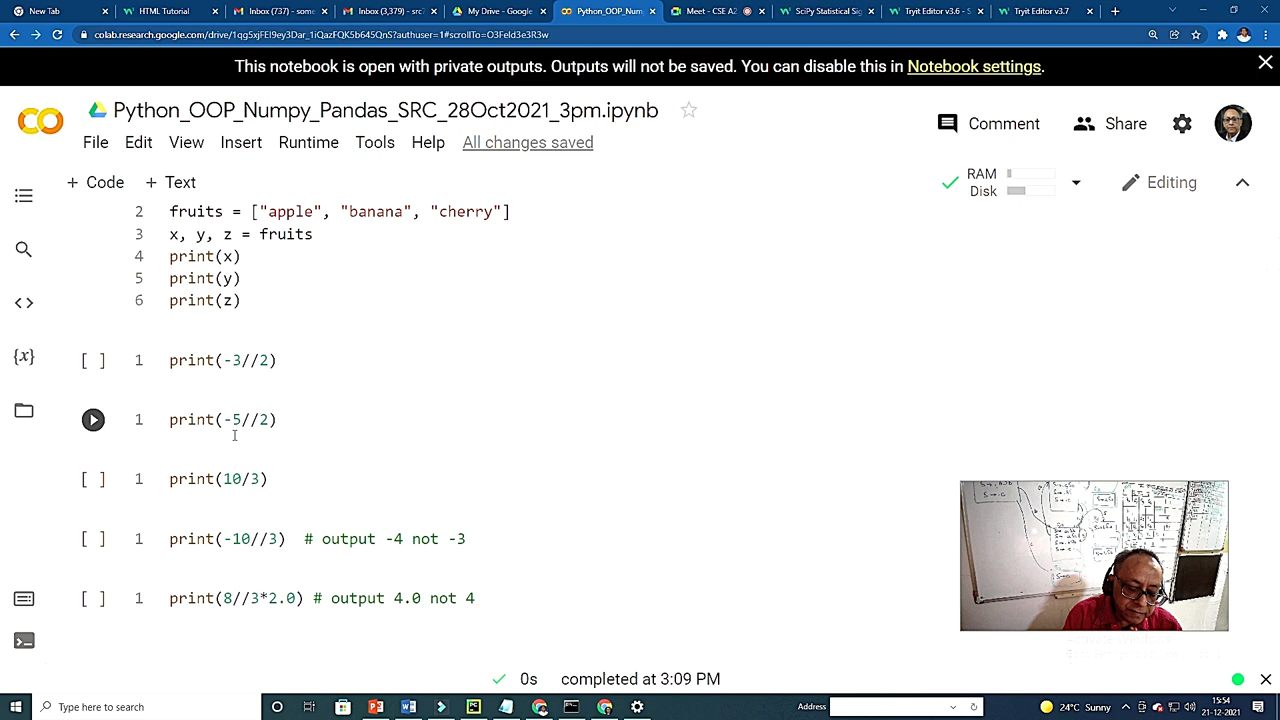 New Tab
HTML Tutorial
Inbox (737) - some
Inbox (3,379) - src7
My Drive - Google
Python_OOP_Num
Meet - CSE A2
SciPy Statistical Sig
Tryit Editor v3.6 - S
Tryit Editor v3.7
colab.research.google.com/drive/1qg5xjFEI9ey3Dar_1iQazFQK5b645QnS?authuser=1#scrollTo=O3Feld3e3R3w
This notebook is open with private outputs. Outputs will not be saved. You can disable this in Notebook settings.
CO
Python_OOP_Numpy_Pandas_SRC_28Oct2021_3pm.ipynb
Comment
Share
File Edit View Insert Runtime Tools Help All changes saved
+ Code + Text
RAM
Disk
Editing
2 fruits = ["apple", "banana", "cherry"]
3 x, y, z = fruits
4 print(x)
5 print(y)
6 print(z)
[ ] 1 print(-3//2)
1 print(-5//2)
[ ] 1 print(10/3)
[ ] 1 print(-10//3) # output -4 not -3
[ ] 1 print(8//3*2.0) # output 4.0 not 4
0s completed at 3:09 PM
Type here to search
Address
24°C Sunny
15:54
21-12-2021